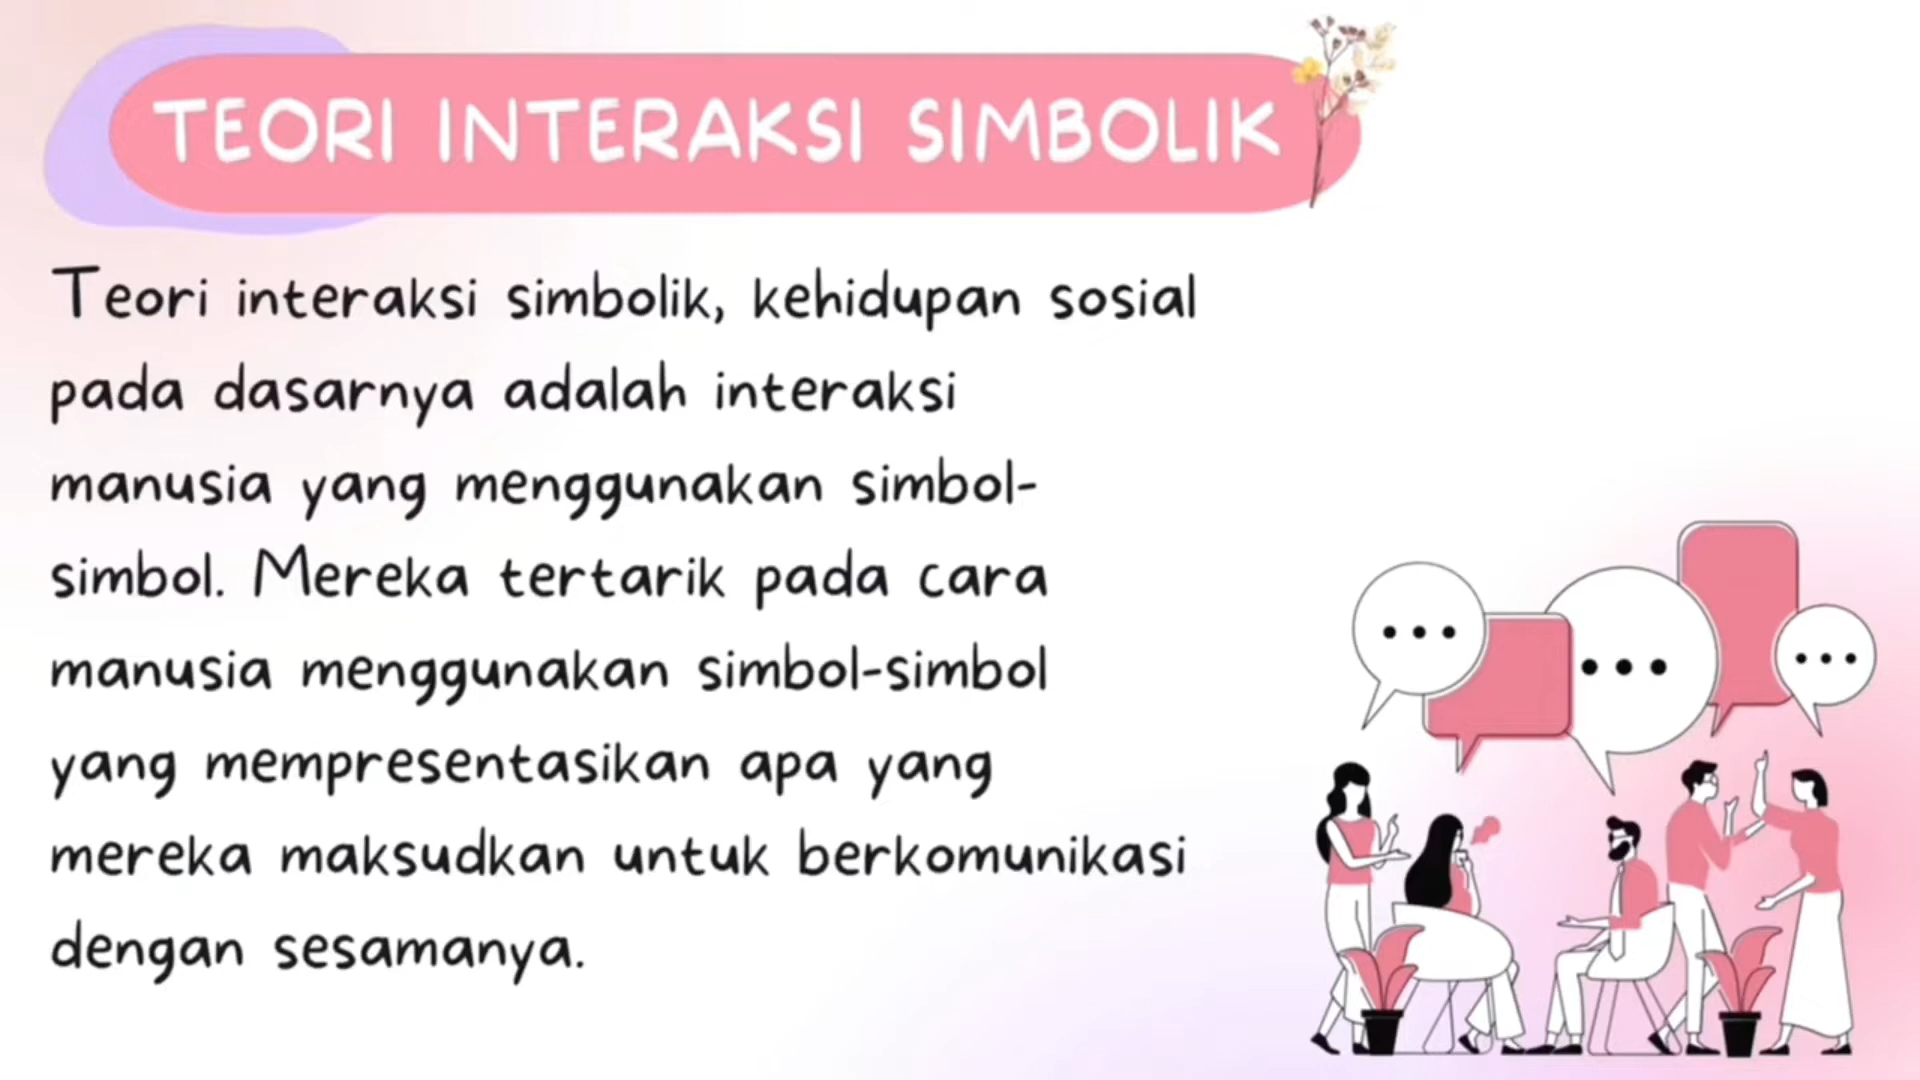 TEORI INTERAKSI SIMBOLIK
Teori interaksi simbolik, kehidupan sosial
pada dasarnya adalah interaksi
manusia yang menggunakan simbol-
simbol. Mereka tertarik pada cara
manusia menggunakan simbol-simbol
yang mempresentasikan apa yang
mereka maksudkan untuk berkomunikasi
dengan sesamanya.